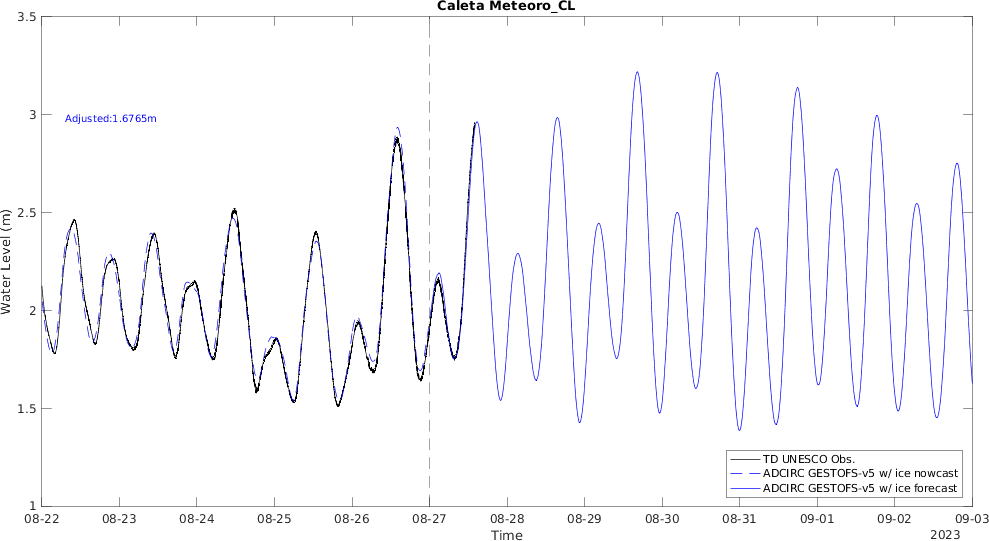 Caleta Meteoro_CL
3.5
3
2.5
2
1.5
1
Water Level (m)
Adjusted:1.6765m
TD UNESCO Obs.
ADCIRC GESTOFS-v5 w/ ice nowcast
ADCIRC GESTOFS-v5 w/ ice forecast
08-22 08-23 08-24 08-25 08-26 08-27 08-28 08-29 08-30 08-31 09-01 09-02 09-03
Time
2023